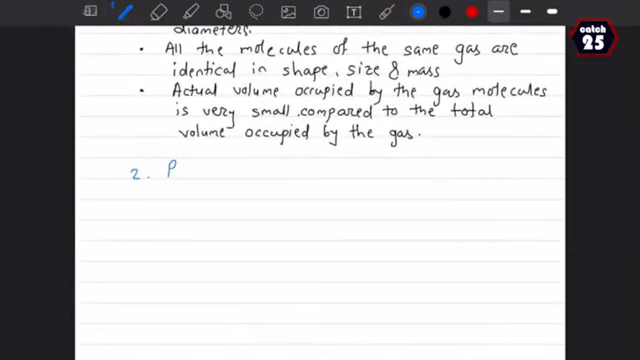 catch
25
diameters.
• All the molecules of the same gas are
identical in shape, size & mass
• Actual volume occupied by the gas molecules
is very small compared to the total
volume occupied by the gas.
2. P